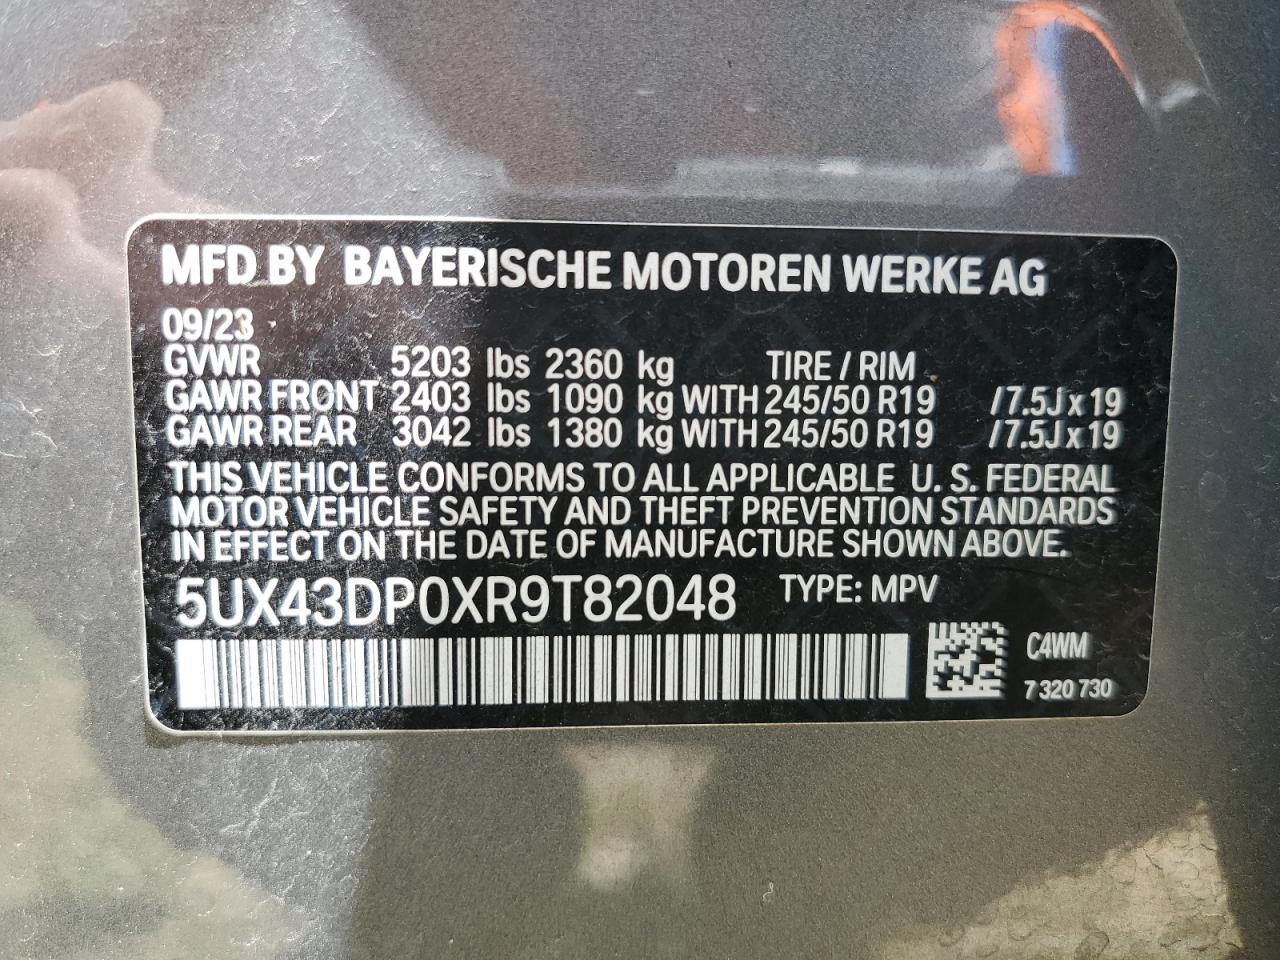 MFD BY BAYERISCHE MOTOREN WERKE AG
09/23
GVWR 5203 lbs 2360 kg TIRE / RIM
GAWR FRONT 2403 lbs 1090 kg WITH 245/50 R19 /7.5J x 19
GAWR REAR 3042 lbs 1380 kg WITH 245/50 R19 /7.5J x 19
THIS VEHICLE CONFORMS TO ALL APPLICABLE U. S. FEDERAL
MOTOR VEHICLE SAFETY AND THEFT PREVENTION STANDARDS
IN EFFECT ON THE DATE OF MANUFACTURE SHOWN ABOVE.
5UX43DP0XR9T82048 TYPE: MPV
C4WM
7 320 730